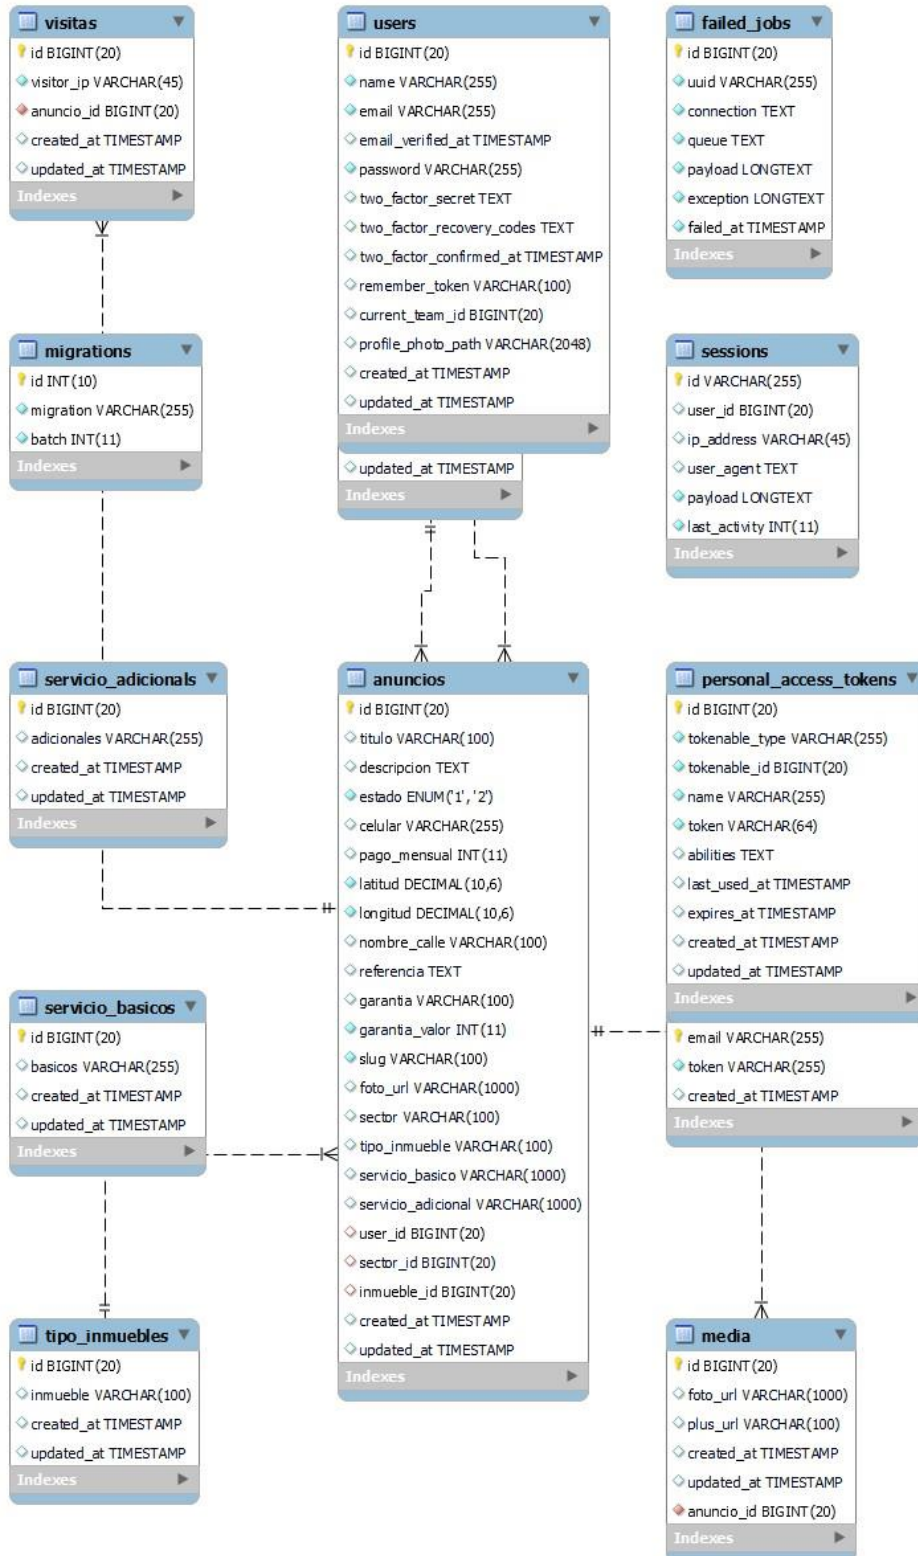 visitas
id BIGINT(20)
visitor_ip VARCHAR(45)
anuncio_id BIGINT(20)
created_at TIMESTAMP
updated_at TIMESTAMP
Indexes
users
id BIGINT(20)
name VARCHAR(255)
email VARCHAR(255)
email_verified_at TIMESTAMP
password VARCHAR(255)
two_factor_secret TEXT
two_factor_recovery_codes TEXT
two_factor_confirmed_at TIMESTAMP
remember_token VARCHAR(100)
current_team_id BIGINT(20)
profile_photo_path VARCHAR(2048)
created_at TIMESTAMP
updated_at TIMESTAMP
Indexes
updated_at TIMESTAMP
Indexes
failed_jobs
id BIGINT(20)
uuid VARCHAR(255)
connection TEXT
queue TEXT
payload LONGTEXT
exception LONGTEXT
failed_at TIMESTAMP
Indexes
migrations
id INT(10)
migration VARCHAR(255)
batch INT(11)
Indexes
sessions
id VARCHAR(255)
user_id BIGINT(20)
ip_address VARCHAR(45)
user_agent TEXT
payload LONGTEXT
last_activity INT(11)
Indexes
servicio_adicionals
id BIGINT(20)
adicionales VARCHAR(255)
created_at TIMESTAMP
updated_at TIMESTAMP
Indexes
anuncios
id BIGINT(20)
titulo VARCHAR(100)
descripcion TEXT
estado ENUM('1', '2')
celular VARCHAR(255)
pago_mensual INT(11)
latitud DECIMAL(10,6)
longitud DECIMAL(10,6)
nombre_calle VARCHAR(100)
referencia TEXT
garantia VARCHAR(100)
garantia_valor INT(11)
slug VARCHAR(100)
foto_url VARCHAR(1000)
sector VARCHAR(100)
tipo_inmueble VARCHAR(100)
servicio_basico VARCHAR(1000)
servicio_adicional VARCHAR(1000)
user_id BIGINT(20)
sector_id BIGINT(20)
inmueble_id BIGINT(20)
created_at TIMESTAMP
updated_at TIMESTAMP
Indexes
personal_access_tokens
id BIGINT(20)
tokenable_type VARCHAR(255)
tokenable_id BIGINT(20)
name VARCHAR(255)
token VARCHAR(64)
abilities TEXT
last_used_at TIMESTAMP
expires_at TIMESTAMP
created_at TIMESTAMP
updated_at TIMESTAMP
Indexes
email VARCHAR(255)
token VARCHAR(255)
created_at TIMESTAMP
Indexes
servicio_basicos
id BIGINT(20)
basicos VARCHAR(255)
created_at TIMESTAMP
updated_at TIMESTAMP
Indexes
tipo_inmuebles
id BIGINT(20)
inmueble VARCHAR(100)
created_at TIMESTAMP
updated_at TIMESTAMP
Indexes
media
id BIGINT(20)
foto_url VARCHAR(1000)
plus_url VARCHAR(100)
created_at TIMESTAMP
updated_at TIMESTAMP
anuncio_id BIGINT(20)
Indexes